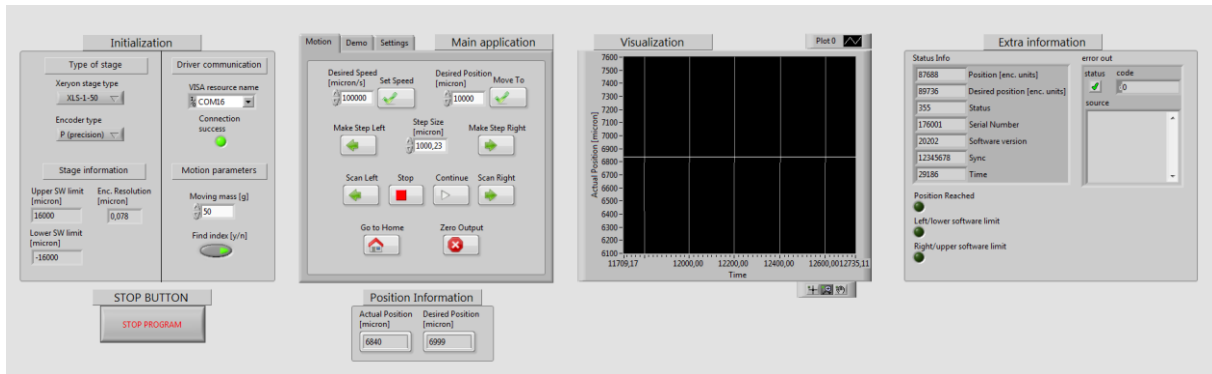 Initialization
Type of stage
Xeryon stage type
XLS-1-50
Encoder type
P (precision)
Stage information
Upper SW limit
[micron]
16000
Enc. Resolution
[micron]
0,078
Lower SW limit
[micron]
-16000
Driver communication
VISA resource name
COM16
Connection
success
Motion parameters
Moving mass [g]
50
Find index [y/n]
STOP BUTTON
STOP PROGRAM
Motion Demo Settings
Main application
Desired Speed
[micron/s]
Set Speed
100000
Desired Position
[micron]
Move To
10000
Make Step Left
Step Size
[micron]
1000,23
Make Step Right
Scan Left
Stop
Continue
Scan Right
Go to Home
Zero Output
Position Information
Actual Position
[micron]
6840
Desired Position
[micron]
6999
Visualization
Plot 0
Actual Position [micron]
7600
7500
7400
7300
7200
7100
7000
6900
6800
6700
6600
6500
6400
6300
6200
6100
11709,17 12000,00 12200,00 12400,00 12600,00 12735,11
Time
Extra information
Status Info
87688 Position [enc. units]
89736 Desired position [enc. units]
355 Status
176001 Serial Number
20202 Software version
12345678 Sync
29186 Time
error out
status code
0
source
Position Reached
Left/lower software limit
Right/upper software limit